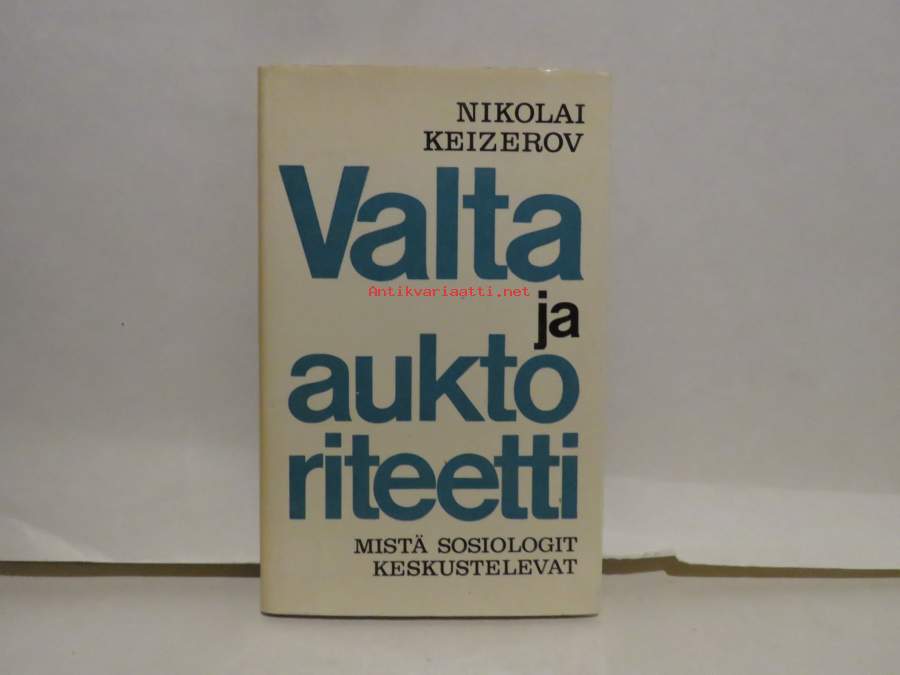 NIKOLAI
KEIZEROV
Valta
Antikvariaatti.net
ja
aukto
riteetti
MISTÄ SOSIOLOGIT
KESKUSTELEVAT